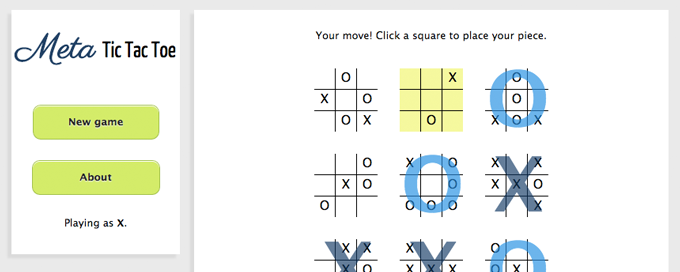 Meta Tic Tac Toe
New game
About
Playing as X.
Your move! Click a square to place your piece.
O X O
X O O
O X O X O X
O X O X X
X O O X X O
O O O O X
X X X X O